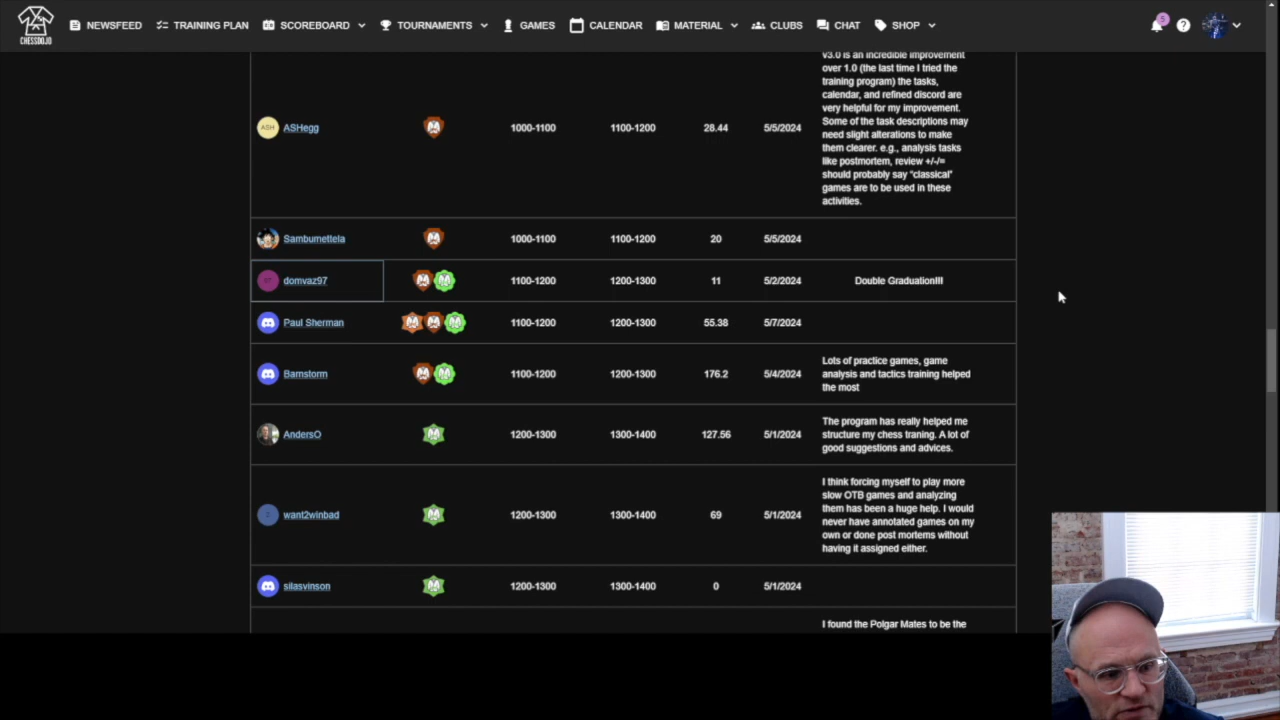 CHESSDOJO
NEWSFEED
TRAINING PLAN
SCOREBOARD
TOURNAMENTS
GAMES
CALENDAR
MATERIAL
CLUBS
CHAT
SHOP
5
v3.0 is an incredible improvement
over 1.0 (the last time I tried the
training program) the tasks,
calendar, and refined discord are
very helpful for my improvement.
Some of the task descriptions may
need slight alterations to make
them clearer. e.g., analysis tasks
like postmortem, review +/-/=
should probably say “classical”
games are to be used in these
activities.
ASH ASHegg 1000-1100 1100-1200 28.44 5/5/2024
Sambumettela 1000-1100 1100-1200 20 5/5/2024
domvaz97 1100-1200 1200-1300 11 5/2/2024 Double Graduation!!!
Paul Sherman 1100-1200 1200-1300 55.38 5/7/2024
Barnstorm 1100-1200 1200-1300 176.2 5/4/2024
Lots of practice games, game
analysis and tactics training helped
the most
AndersO 1200-1300 1300-1400 127.56 5/1/2024
The program has really helped me
structure my chess traning. A lot of
good suggestions and advices.
want2winbad 1200-1300 1300-1400 69 5/1/2024
I think forcing myself to play more
slow OTB games and analyzing
them has been a huge help. I would
never have annotated games on my
own or done post mortems without
having it assigned either.
silasvinson 1200-1300 1300-1400 0 5/1/2024
I found the Polgar Mates to be the